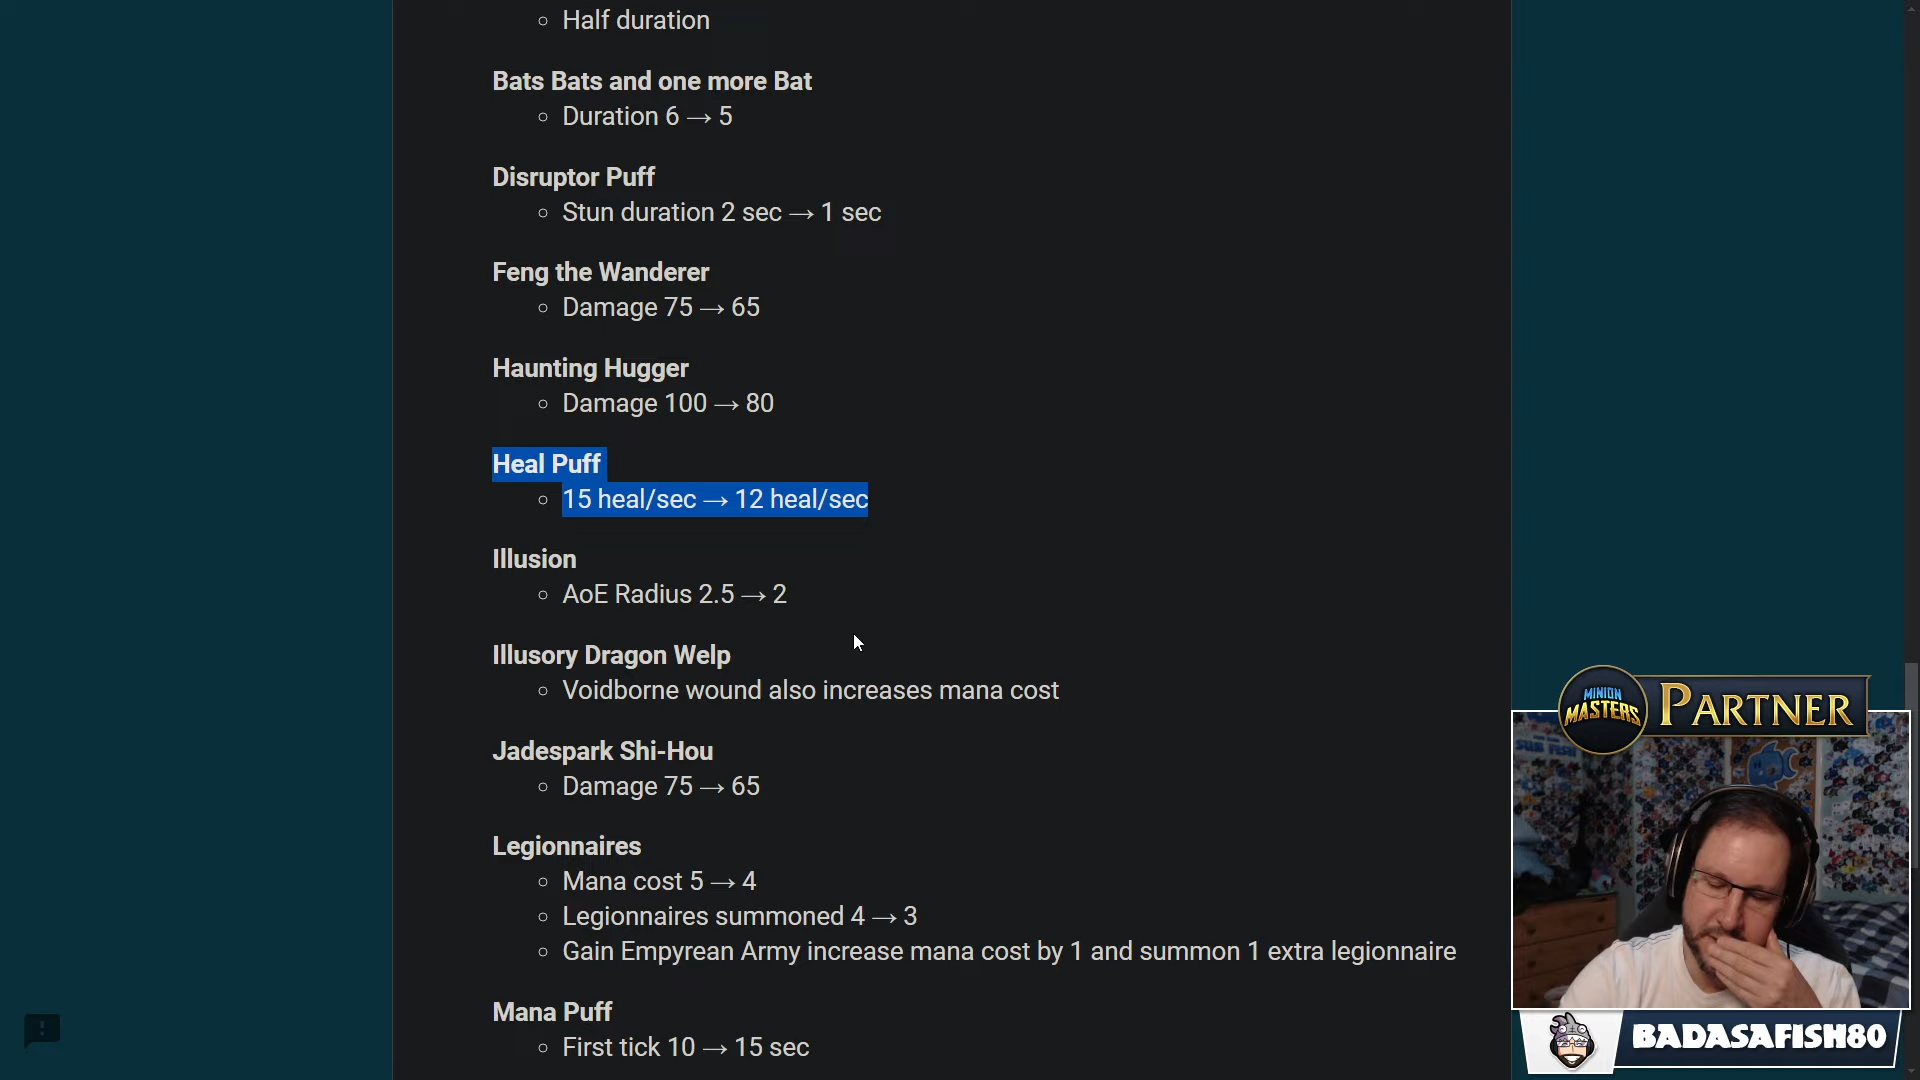 Half duration
Bats Bats and one more Bat
Duration 6 → 5
Disruptor Puff
Stun duration 2 sec → 1 sec
Feng the Wanderer
Damage 75 → 65
Haunting Hugger
Damage 100 → 80
Heal Puff
15 heal/sec → 12 heal/sec
Illusion
AoE Radius 2.5 → 2
Illusory Dragon Welp
Voidborne wound also increases mana cost
Jadespark Shi-Hou
Damage 75 → 65
Legionnaires
Mana cost 5 → 4
Legionnaires summoned 4 → 3
Gain Empyrean Army increase mana cost by 1 and summon 1 extra legionnaire
Mana Puff
First tick 10 → 15 sec
MINION
MASTERS
PARTNER
BADASAFISH80